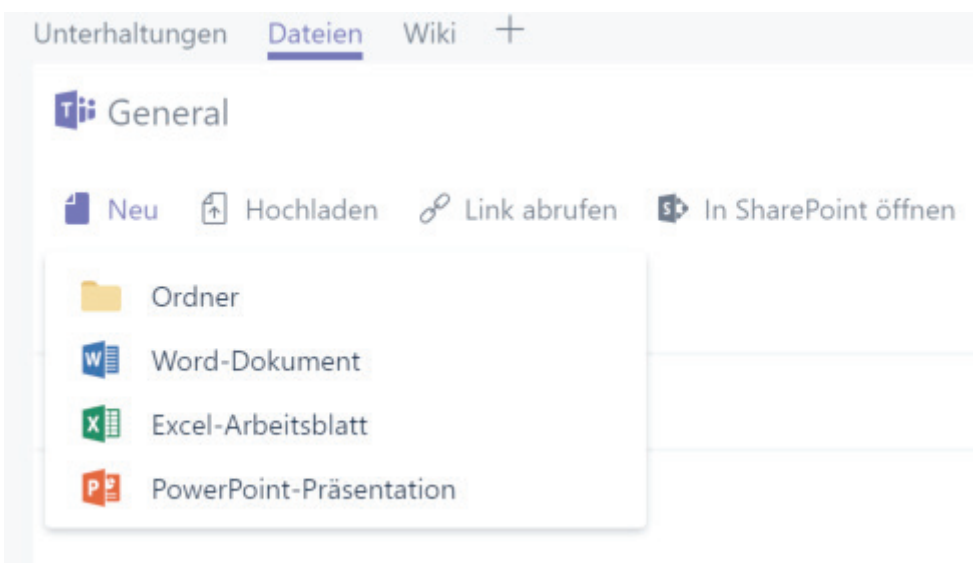 Unterhaltungen Dateien Wiki +
General
Neu Hochladen Link abrufen In SharePoint öffnen
Ordner
Word-Dokument
Excel-Arbeitsblatt
PowerPoint-Präsentation